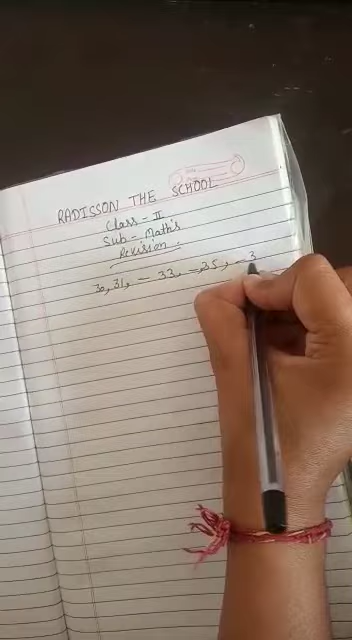 RADISSON THE SCHOOL
Class - II
Sub - Math's
Revision.
30, 31, - 33, -, 35, - 3